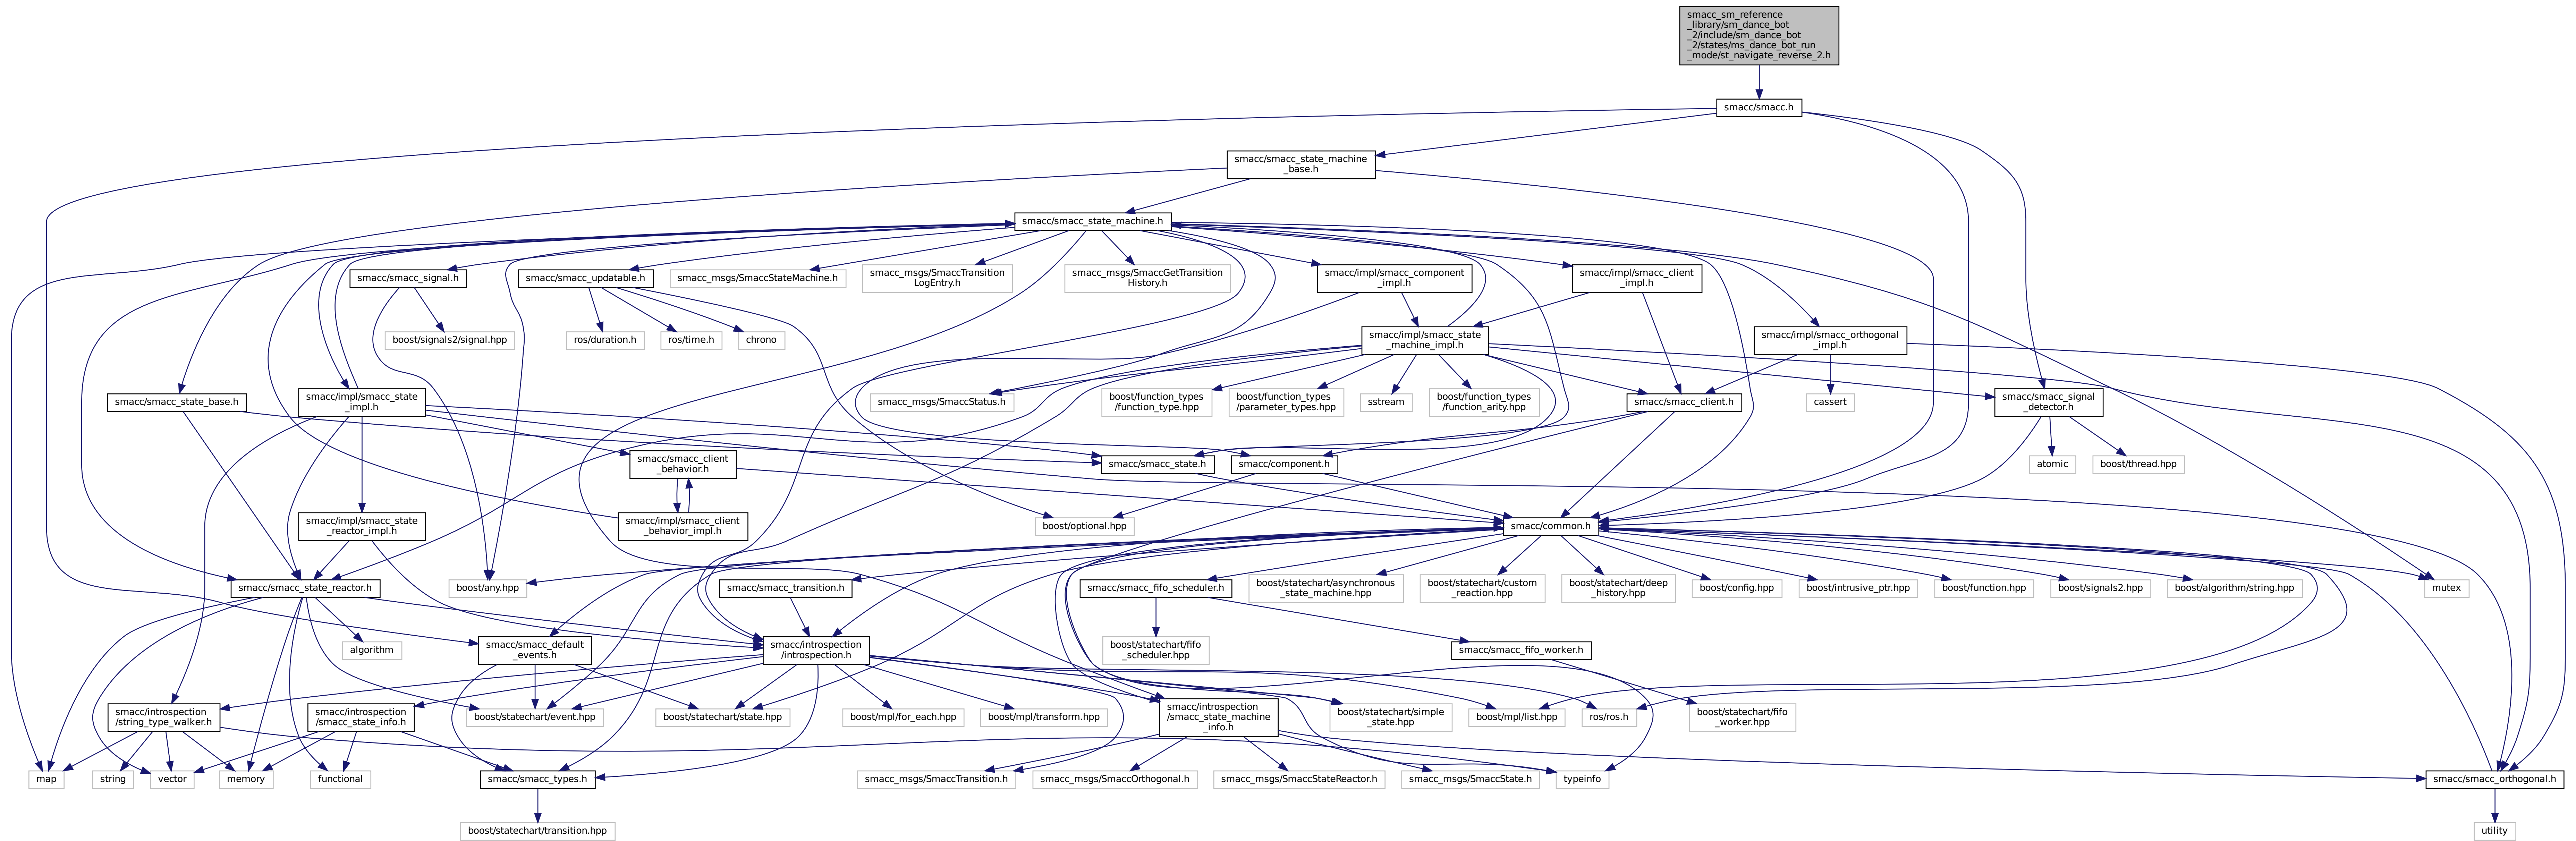 smacc_sm_reference
_library/sm_dance_bot
_2/include/sm_dance_bot
_2/states/ms_dance_bot_run
_mode/st_navigate_reverse_2.h
smacc/smacc.h
smacc/smacc_state_machine
_base.h
smacc/smacc_state_machine.h
smacc/smacc_signal.h
smacc/smacc_updatable.h
smacc_msgs/SmaccStateMachine.h
smacc_msgs/SmaccTransition
LogEntry.h
smacc_msgs/SmaccGetTransition
History.h
smacc/impl/smacc_component
_impl.h
smacc/impl/smacc_client
_impl.h
boost/signals2/signal.hpp
ros/duration.h
ros/time.h
chrono
smacc/impl/smacc_state
_machine_impl.h
smacc/impl/smacc_orthogonal
_impl.h
smacc/smacc_state_base.h
smacc/impl/smacc_state
_impl.h
smacc_msgs/SmaccStatus.h
boost/function_types
/function_type.hpp
boost/function_types
/parameter_types.hpp
sstream
boost/function_types
/function_arity.hpp
smacc/smacc_client.h
cassert
smacc/smacc_signal
_detector.h
smacc/smacc_client
_behavior.h
smacc/smacc_state.h
smacc/component.h
atomic
boost/thread.hpp
smacc/impl/smacc_state
_reactor_impl.h
smacc/impl/smacc_client
_behavior_impl.h
boost/optional.hpp
smacc/common.h
smacc/smacc_state_reactor.h
boost/any.hpp
smacc/smacc_transition.h
smacc/smacc_fifo_scheduler.h
boost/statechart/asynchronous
_state_machine.hpp
boost/statechart/custom
_reaction.hpp
boost/statechart/deep
_history.hpp
boost/config.hpp
boost/intrusive_ptr.hpp
boost/function.hpp
boost/signals2.hpp
boost/algorithm/string.hpp
mutex
algorithm
smacc/smacc_default
_events.h
smacc/introspection
/introspection.h
boost/statechart/fifo
_scheduler.hpp
smacc/smacc_fifo_worker.h
smacc/introspection
/string_type_walker.h
smacc/introspection
/smacc_state_info.h
boost/statechart/event.hpp
boost/statechart/state.hpp
boost/mpl/for_each.hpp
boost/mpl/transform.hpp
smacc/introspection
/smacc_state_machine
_info.h
boost/statechart/simple
_state.hpp
boost/mpl/list.hpp
ros/ros.h
boost/statechart/fifo
_worker.hpp
map
string
vector
memory
functional
smacc/smacc_types.h
smacc_msgs/SmaccTransition.h
smacc_msgs/SmaccOrthogonal.h
smacc_msgs/SmaccStateReactor.h
smacc_msgs/SmaccState.h
typeinfo
smacc/smacc_orthogonal.h
boost/statechart/transition.hpp
utility